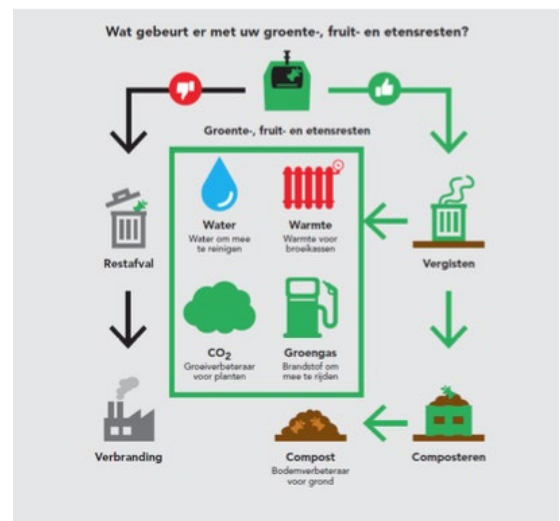 Wat gebeurt er met uw groente-, fruit- en etensresten?
Groente-, fruit- en etensresten
Water
Water om mee
te reinigen
Warmte
Warmte voor
broeikassen
Restafval
Vergisten
CO2
Groeiverbeteraar
voor planten
Groengas
Brandstof om
mee te rijden
Verbranding
Compost
Bodemverbeteraar
voor grond
Composteren